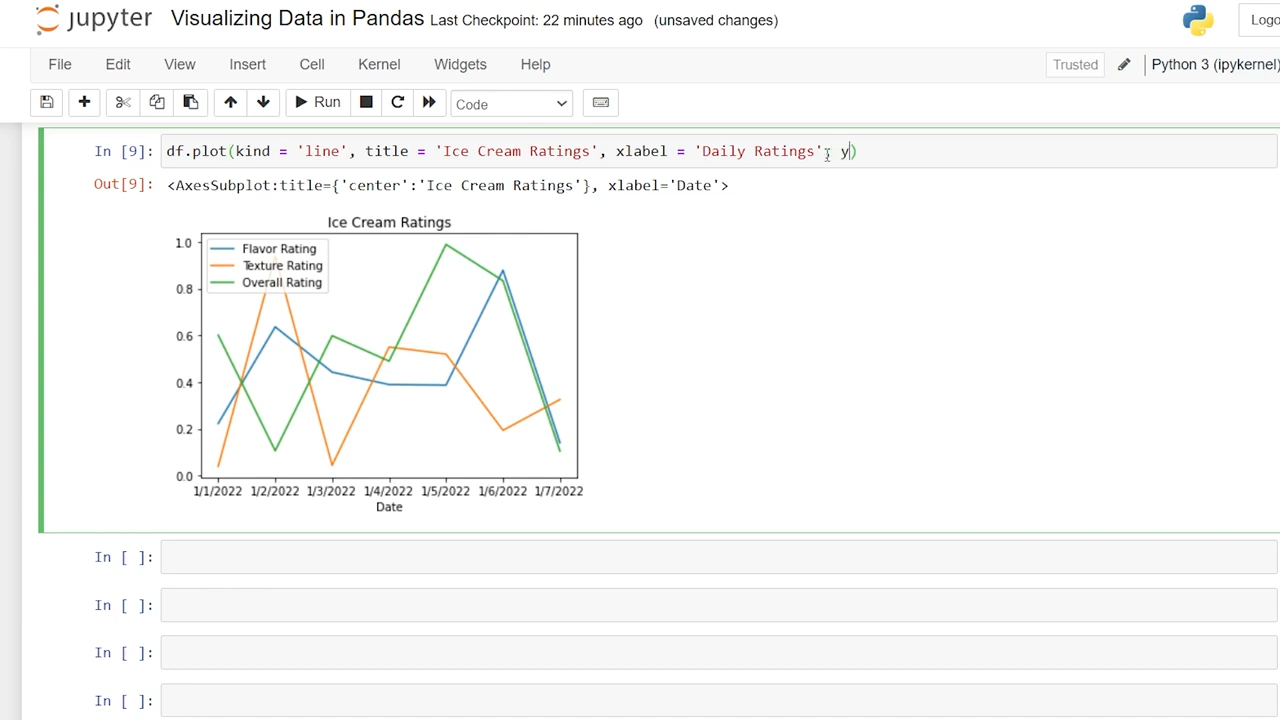 jupyter Visualizing Data in Pandas Last Checkpoint: 22 minutes ago (unsaved changes)
File Edit View Insert Cell Kernel Widgets Help Trusted Python 3 (ipykernel)
Run Code
In [9]: df.plot(kind = 'line', title = 'Ice Cream Ratings', xlabel = 'Daily Ratings', y)
Out[9]: <AxesSubplot:title={'center':'Ice Cream Ratings'}, xlabel='Date'>
Ice Cream Ratings
1.0
0.8
0.6
0.4
0.2
0.0
Flavor Rating
Texture Rating
Overall Rating
1/1/2022 1/2/2022 1/3/2022 1/4/2022 1/5/2022 1/6/2022 1/7/2022
Date
In [ ]:
In [ ]:
In [ ]:
In [ ]: